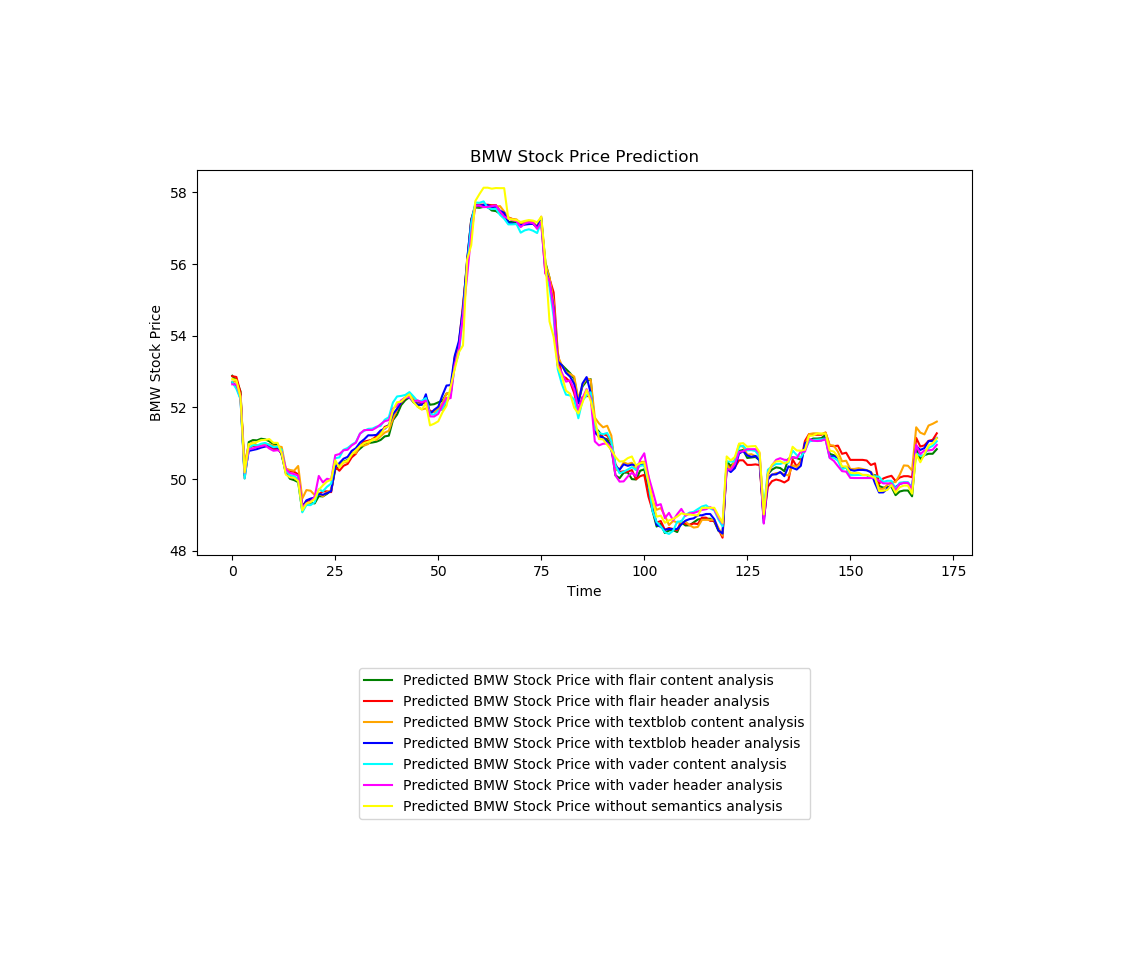 BMW Stock Price Prediction
58
56
54
52
50
48
BMW Stock Price
0 25 50 75 100 125 150 175
Time
Predicted BMW Stock Price with flair content analysis
Predicted BMW Stock Price with flair header analysis
Predicted BMW Stock Price with textblob content analysis
Predicted BMW Stock Price with textblob header analysis
Predicted BMW Stock Price with vader content analysis
Predicted BMW Stock Price with vader header analysis
Predicted BMW Stock Price without semantics analysis